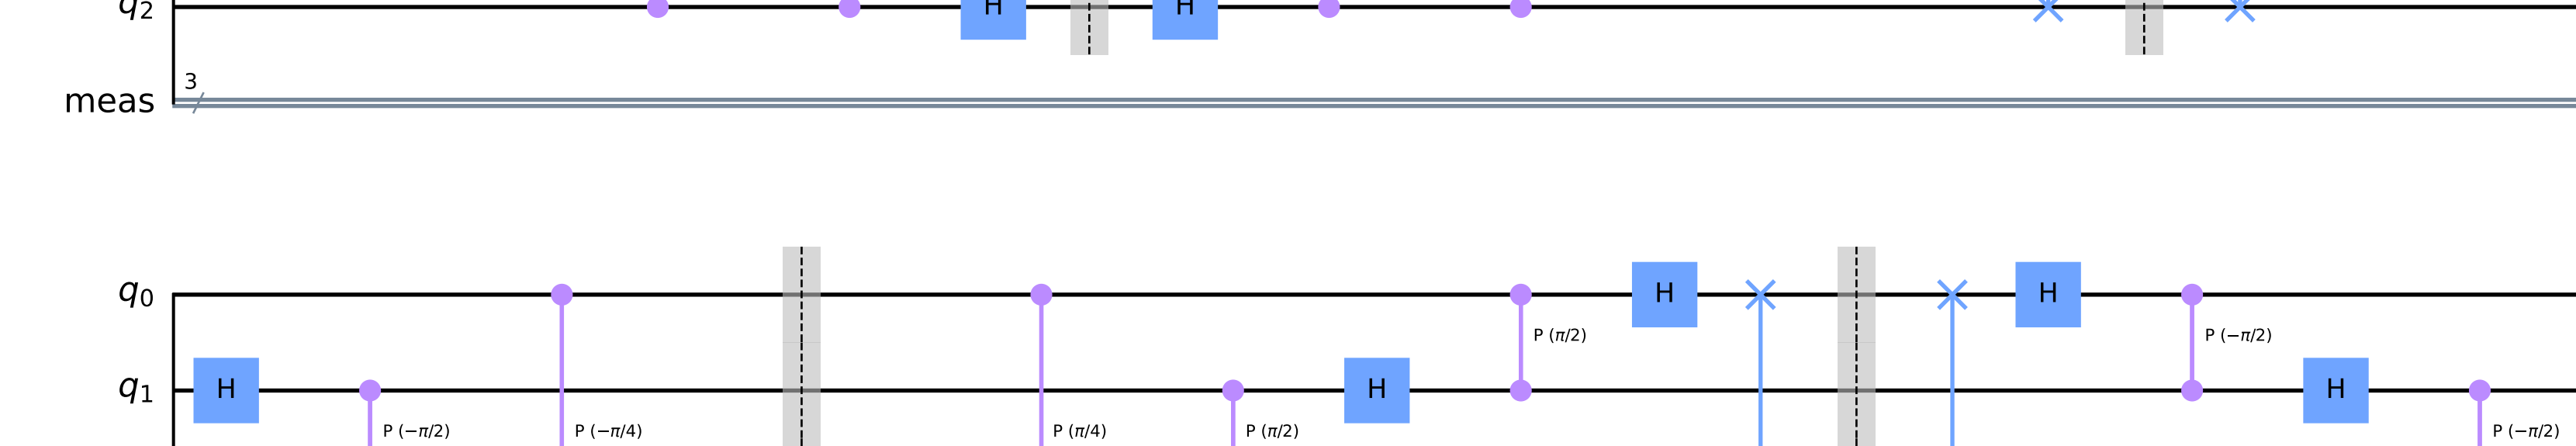 q2 H H
3
meas
q0 H H
P (π/2) P (−π/2)
q1 H H H
P (−π/2) P (−π/4) P (π/4) P (π/2) P (−π/2)